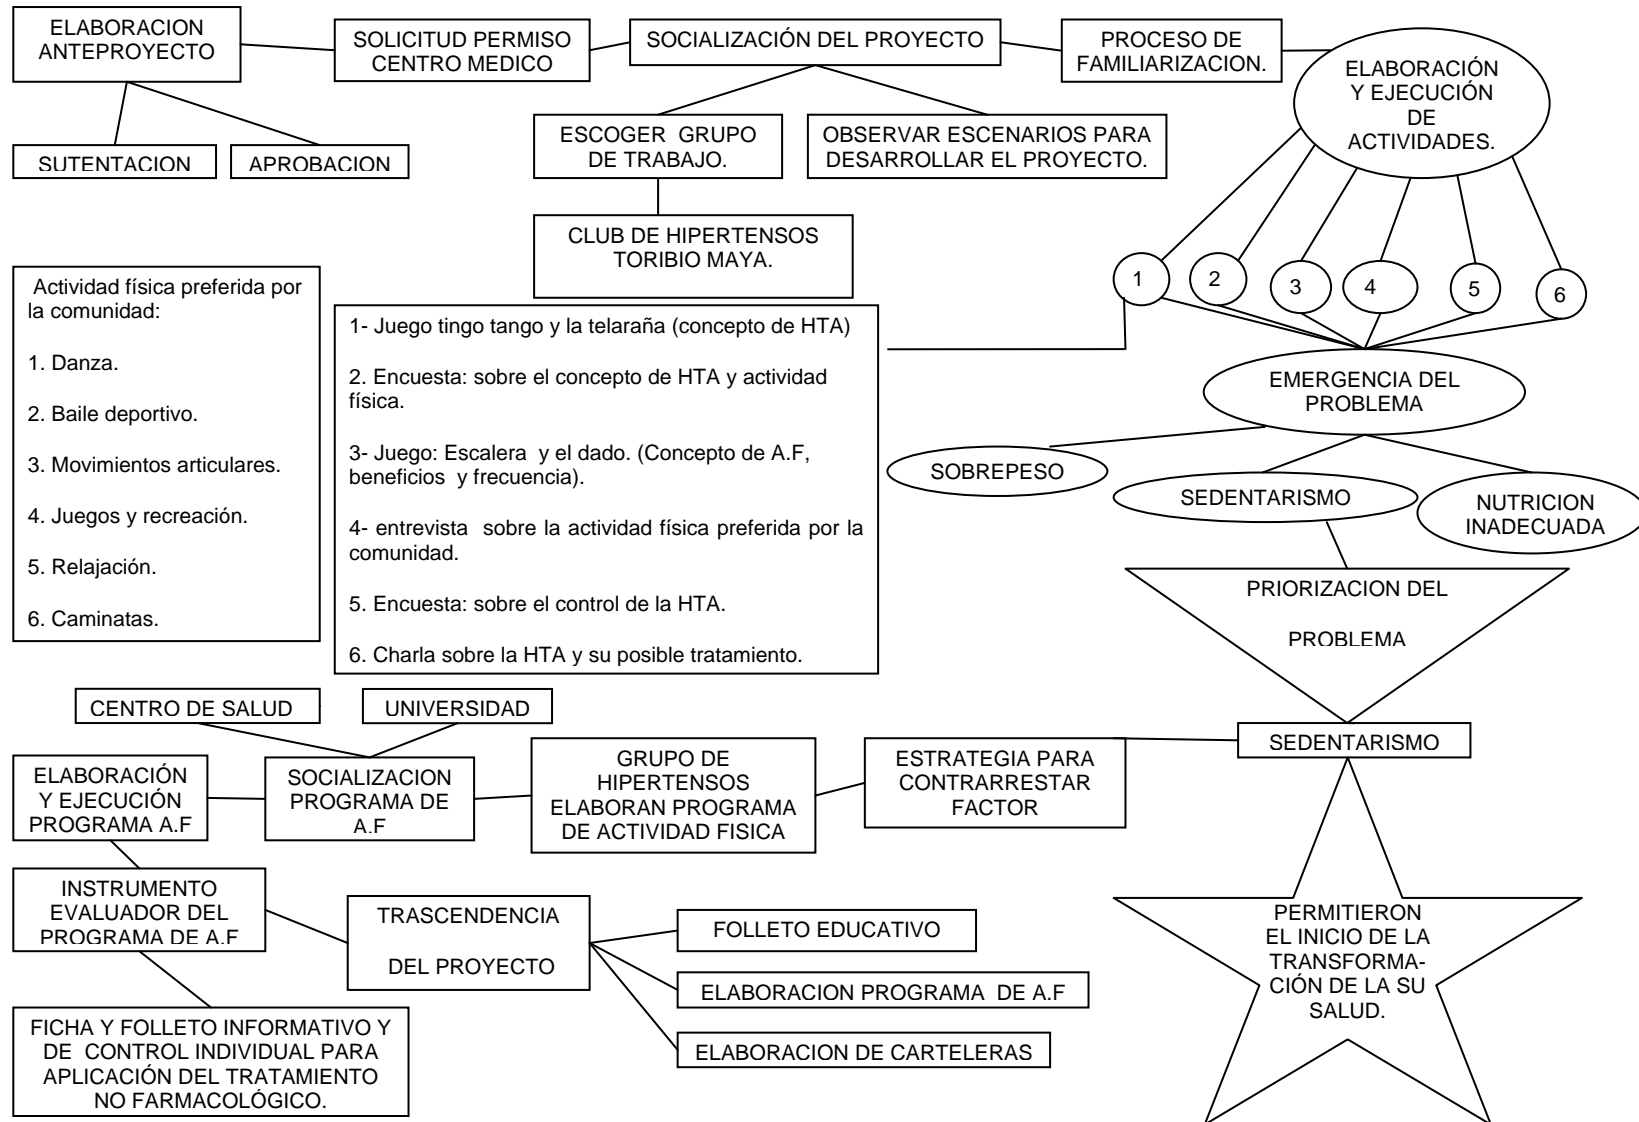 ELABORACION
ANTEPROYECTO
SOLICITUD PERMISO
CENTRO MEDICO
SOCIALIZACIÓN DEL PROYECTO
PROCESO DE
FAMILIARIZACION.
ELABORACIÓN
Y EJECUCIÓN
DE
ACTIVIDADES.
SUTENTACION
APROBACION
ESCOGER GRUPO
DE TRABAJO.
OBSERVAR ESCENARIOS PARA
DESARROLLAR EL PROYECTO.
CLUB DE HIPERTENSOS
TORIBIO MAYA.
1
2
3
4
5
6
Actividad física preferida por
la comunidad:
1. Danza.
2. Baile deportivo.
3. Movimientos articulares.
4. Juegos y recreación.
5. Relajación.
6. Caminatas.
1- Juego tingo tango y la telaraña (concepto de HTA)
2. Encuesta: sobre el concepto de HTA y actividad
física.
3- Juego: Escalera y el dado. (Concepto de A.F,
beneficios y frecuencia).
4- entrevista sobre la actividad física preferida por la
comunidad.
5. Encuesta: sobre el control de la HTA.
6. Charla sobre la HTA y su posible tratamiento.
EMERGENCIA DEL
PROBLEMA
SOBREPESO
SEDENTARISMO
NUTRICION
INADECUADA
PRIORIZACION DEL
PROBLEMA
SEDENTARISMO
CENTRO DE SALUD
UNIVERSIDAD
ELABORACIÓN
Y EJECUCIÓN
PROGRAMA A.F
SOCIALIZACION
PROGRAMA DE
A.F
GRUPO DE
HIPERTENSOS
ELABORAN PROGRAMA
DE ACTIVIDAD FISICA
ESTRATEGIA PARA
CONTRARRESTAR
FACTOR
INSTRUMENTO
EVALUADOR DEL
PROGRAMA DE A.F
TRASCENDENCIA
DEL PROYECTO
FOLLETO EDUCATIVO
ELABORACION PROGRAMA DE A.F
ELABORACION DE CARTELERAS
PERMITIERON
EL INICIO DE LA
TRANSFORMA-
CIÓN DE LA SU
SALUD.
FICHA Y FOLLETO INFORMATIVO Y
DE CONTROL INDIVIDUAL PARA
APLICACIÓN DEL TRATAMIENTO
NO FARMACOLÓGICO.